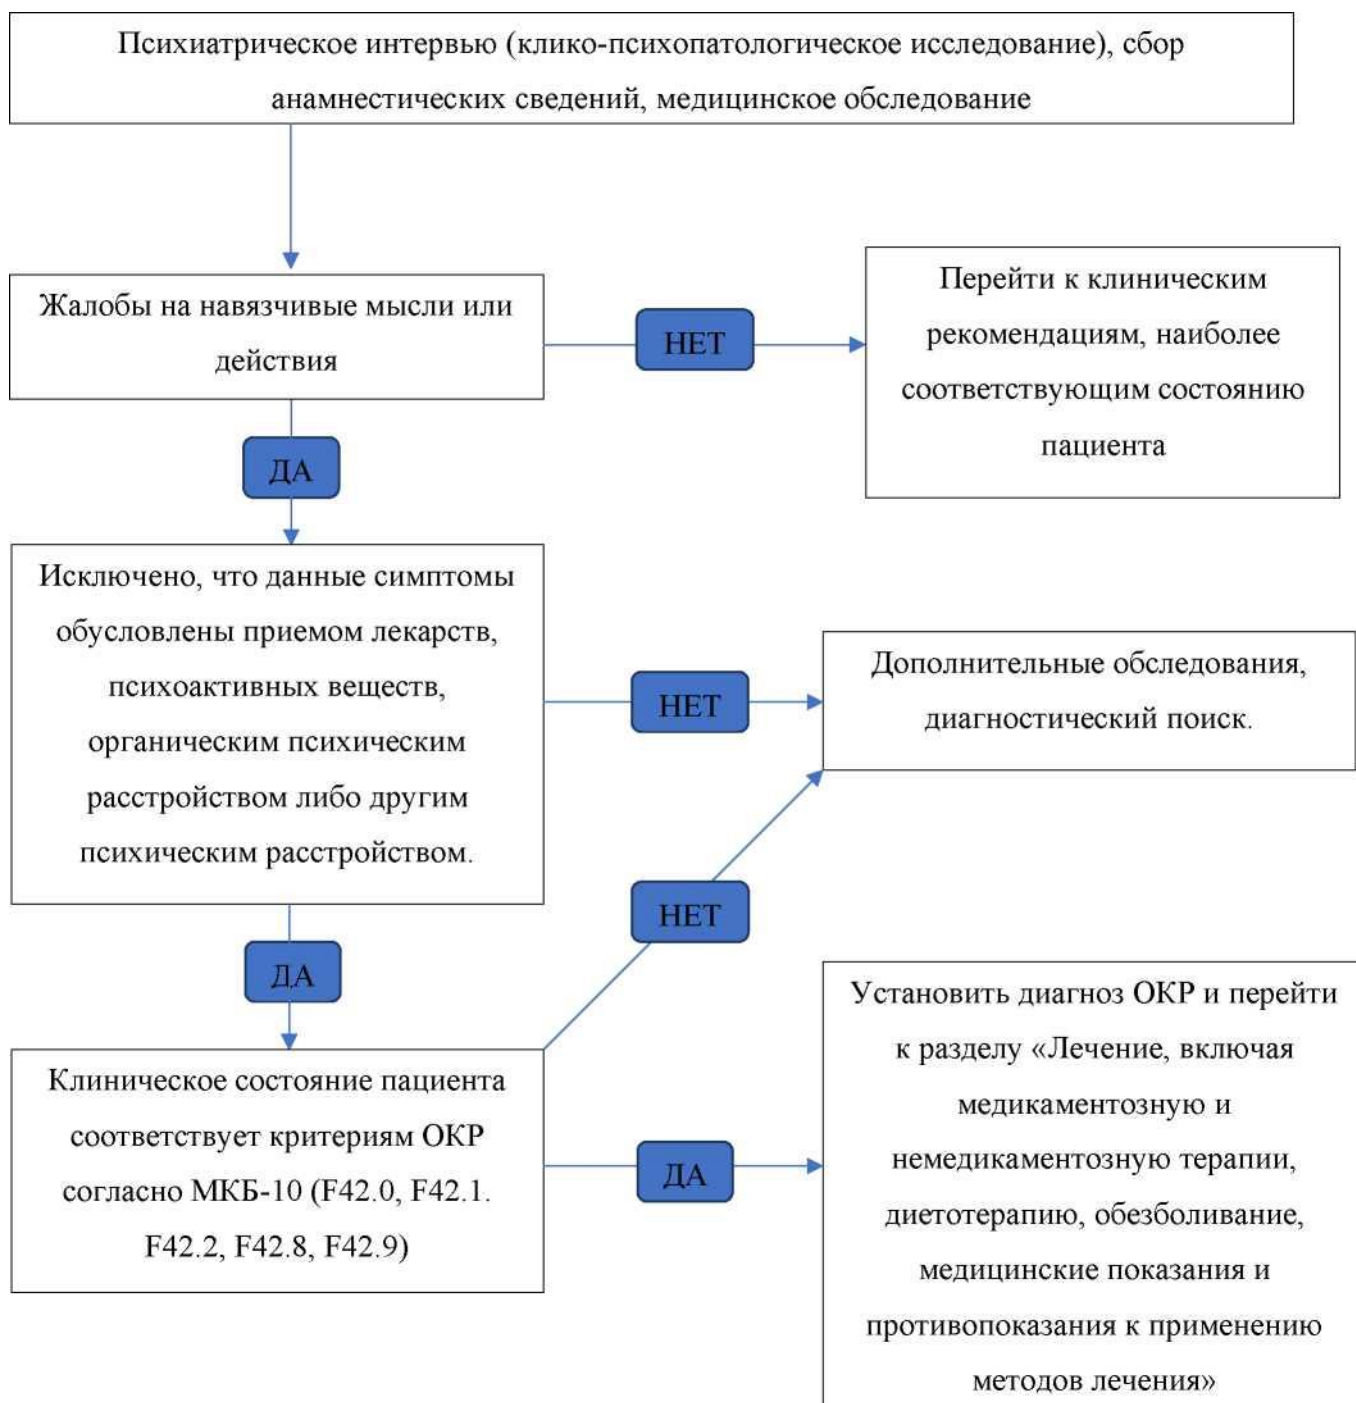 Психиатрическое интервью (клико-психопатологическое исследование), сбор
анамнестических сведений, медицинское обследование
Жалобы на навязчивые мысли или
действия
НЕТ
Перейти к клиническим
рекомендациям, наиболее
соответствующим состоянию
пациента
ДА
Исключено, что данные симптомы
обусловлены приемом лекарств,
психоактивных веществ,
органическим психическим
расстройством либо другим
психическим расстройством.
НЕТ
Дополнительные обследования,
диагностический поиск.
НЕТ
ДА
Клиническое состояние пациента
соответствует критериям ОКР
согласно МКБ-10 (F42.0, F42.1.
F42.2, F42.8, F42.9)
ДА
Установить диагноз ОКР и перейти
к разделу «Лечение, включая
медикаментозную и
немедикаментозную терапии,
диетотерапию, обезболивание,
медицинские показания и
противопоказания к применению
методов лечения»